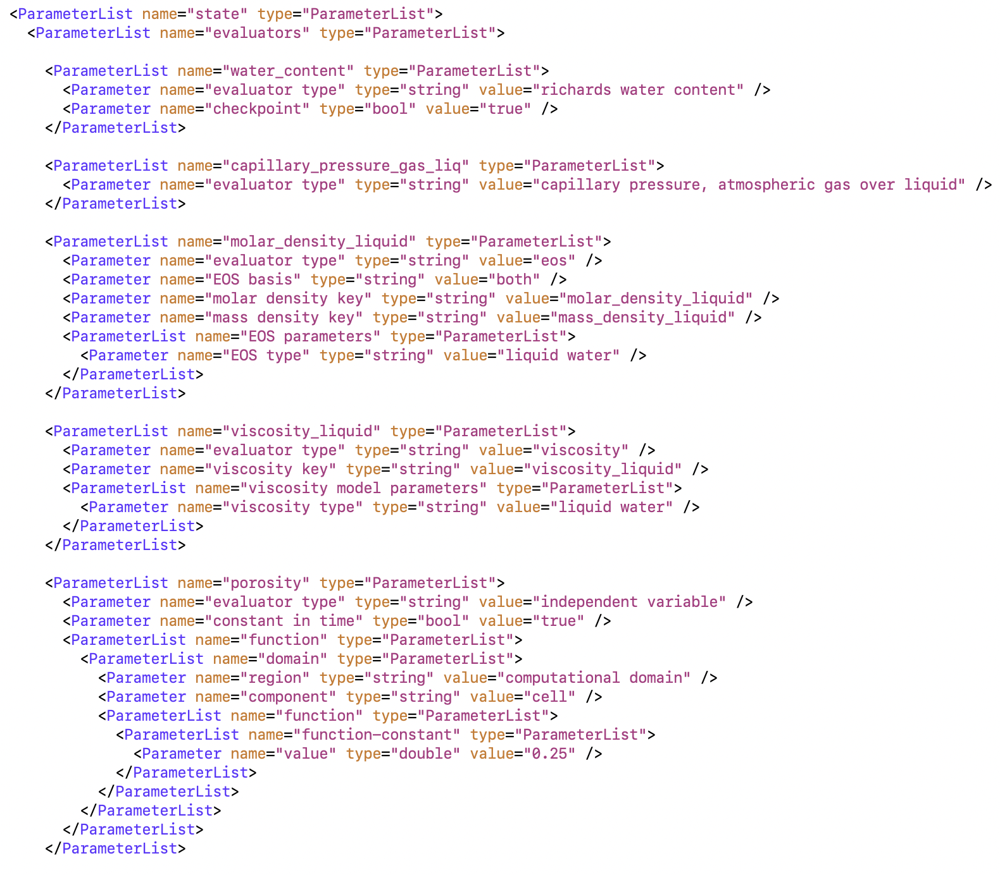 <ParameterList name="state" type="ParameterList">
  <ParameterList name="evaluators" type="ParameterList">

    <ParameterList name="water_content" type="ParameterList">
      <Parameter name="evaluator type" type="string" value="richards water content" />
      <Parameter name="checkpoint" type="bool" value="true" />
    </ParameterList>

    <ParameterList name="capillary_pressure_gas_liq" type="ParameterList">
      <Parameter name="evaluator type" type="string" value="capillary pressure, atmospheric gas over liquid" />
    </ParameterList>

    <ParameterList name="molar_density_liquid" type="ParameterList">
      <Parameter name="evaluator type" type="string" value="eos" />
      <Parameter name="EOS basis" type="string" value="both" />
      <Parameter name="molar density key" type="string" value="molar_density_liquid" />
      <Parameter name="mass density key" type="string" value="mass_density_liquid" />
      <ParameterList name="EOS parameters" type="ParameterList">
        <Parameter name="EOS type" type="string" value="liquid water" />
      </ParameterList>
    </ParameterList>

    <ParameterList name="viscosity_liquid" type="ParameterList">
      <Parameter name="evaluator type" type="string" value="viscosity" />
      <Parameter name="viscosity key" type="string" value="viscosity_liquid" />
      <ParameterList name="viscosity model parameters" type="ParameterList">
        <Parameter name="viscosity type" type="string" value="liquid water" />
      </ParameterList>
    </ParameterList>

    <ParameterList name="porosity" type="ParameterList">
      <Parameter name="evaluator type" type="string" value="independent variable" />
      <Parameter name="constant in time" type="bool" value="true" />
      <ParameterList name="function" type="ParameterList">
        <ParameterList name="domain" type="ParameterList">
          <Parameter name="region" type="string" value="computational domain" />
          <Parameter name="component" type="string" value="cell" />
          <ParameterList name="function" type="ParameterList">
            <ParameterList name="function-constant" type="ParameterList">
              <Parameter name="value" type="double" value="0.25" />
            </ParameterList>
          </ParameterList>
        </ParameterList>
      </ParameterList>
    </ParameterList>